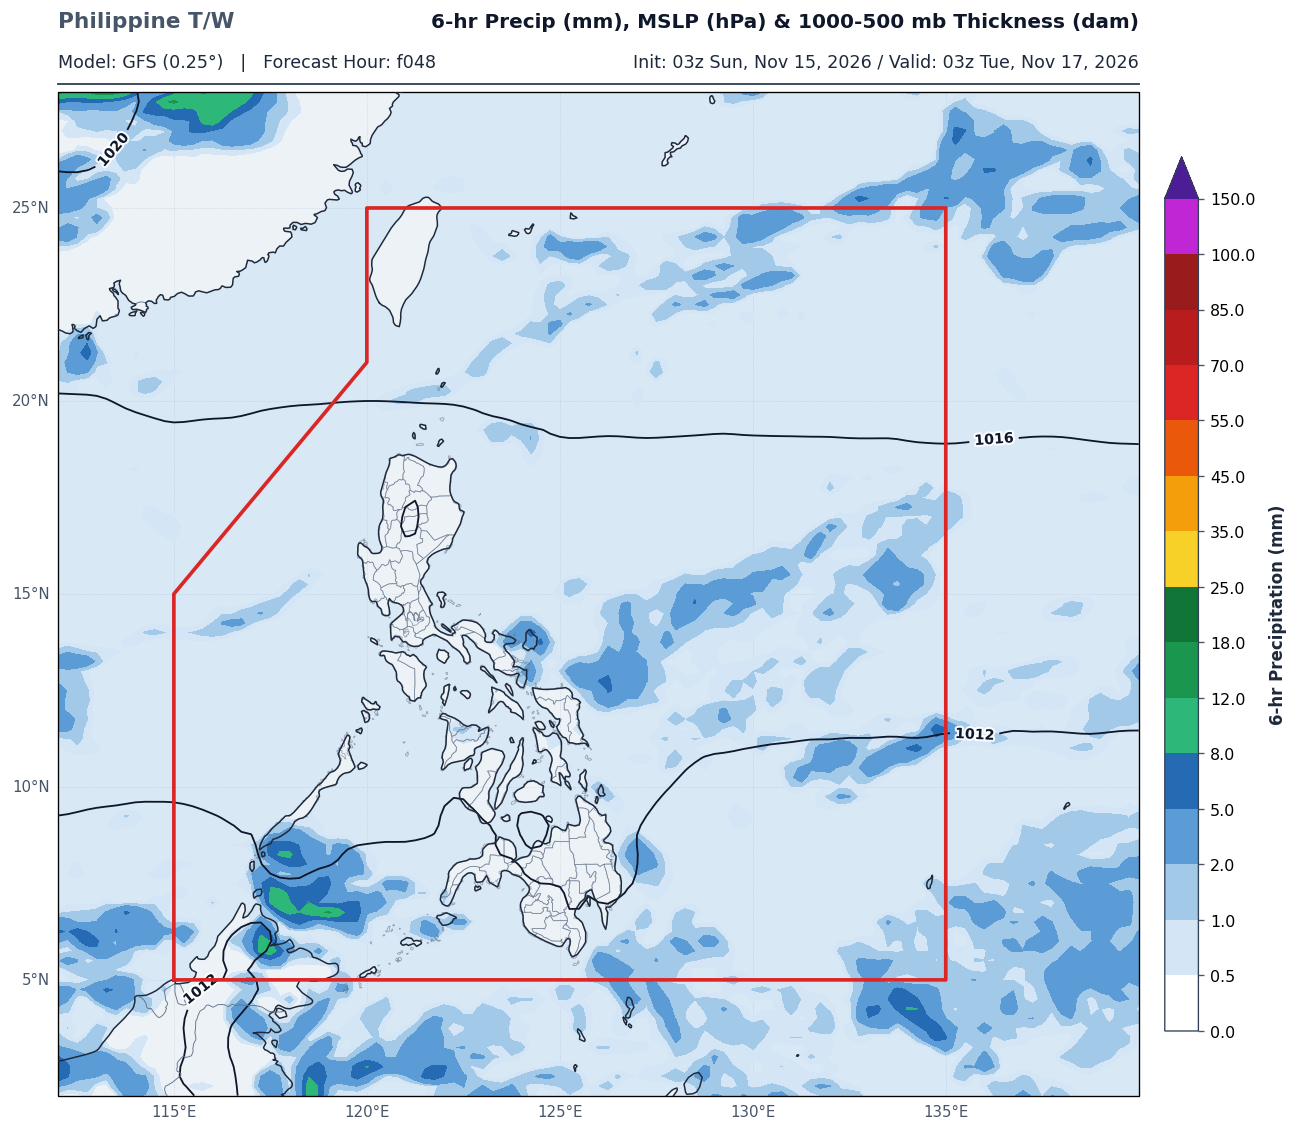 Philippine T/W
6-hr Precip (mm), MSLP (hPa) & 1000-500 mb Thickness (dam)
Model: GFS (0.25°) | Forecast Hour: f048
Init: 03z Sun, Nov 15, 2026 / Valid: 03z Tue, Nov 17, 2026
1020
1016
1012
1012
25°N
20°N
15°N
10°N
5°N
115°E
120°E
125°E
130°E
135°E
150.0
100.0
85.0
70.0
55.0
45.0
35.0
25.0
18.0
12.0
8.0
5.0
2.0
1.0
0.5
0.0
6-hr Precipitation (mm)